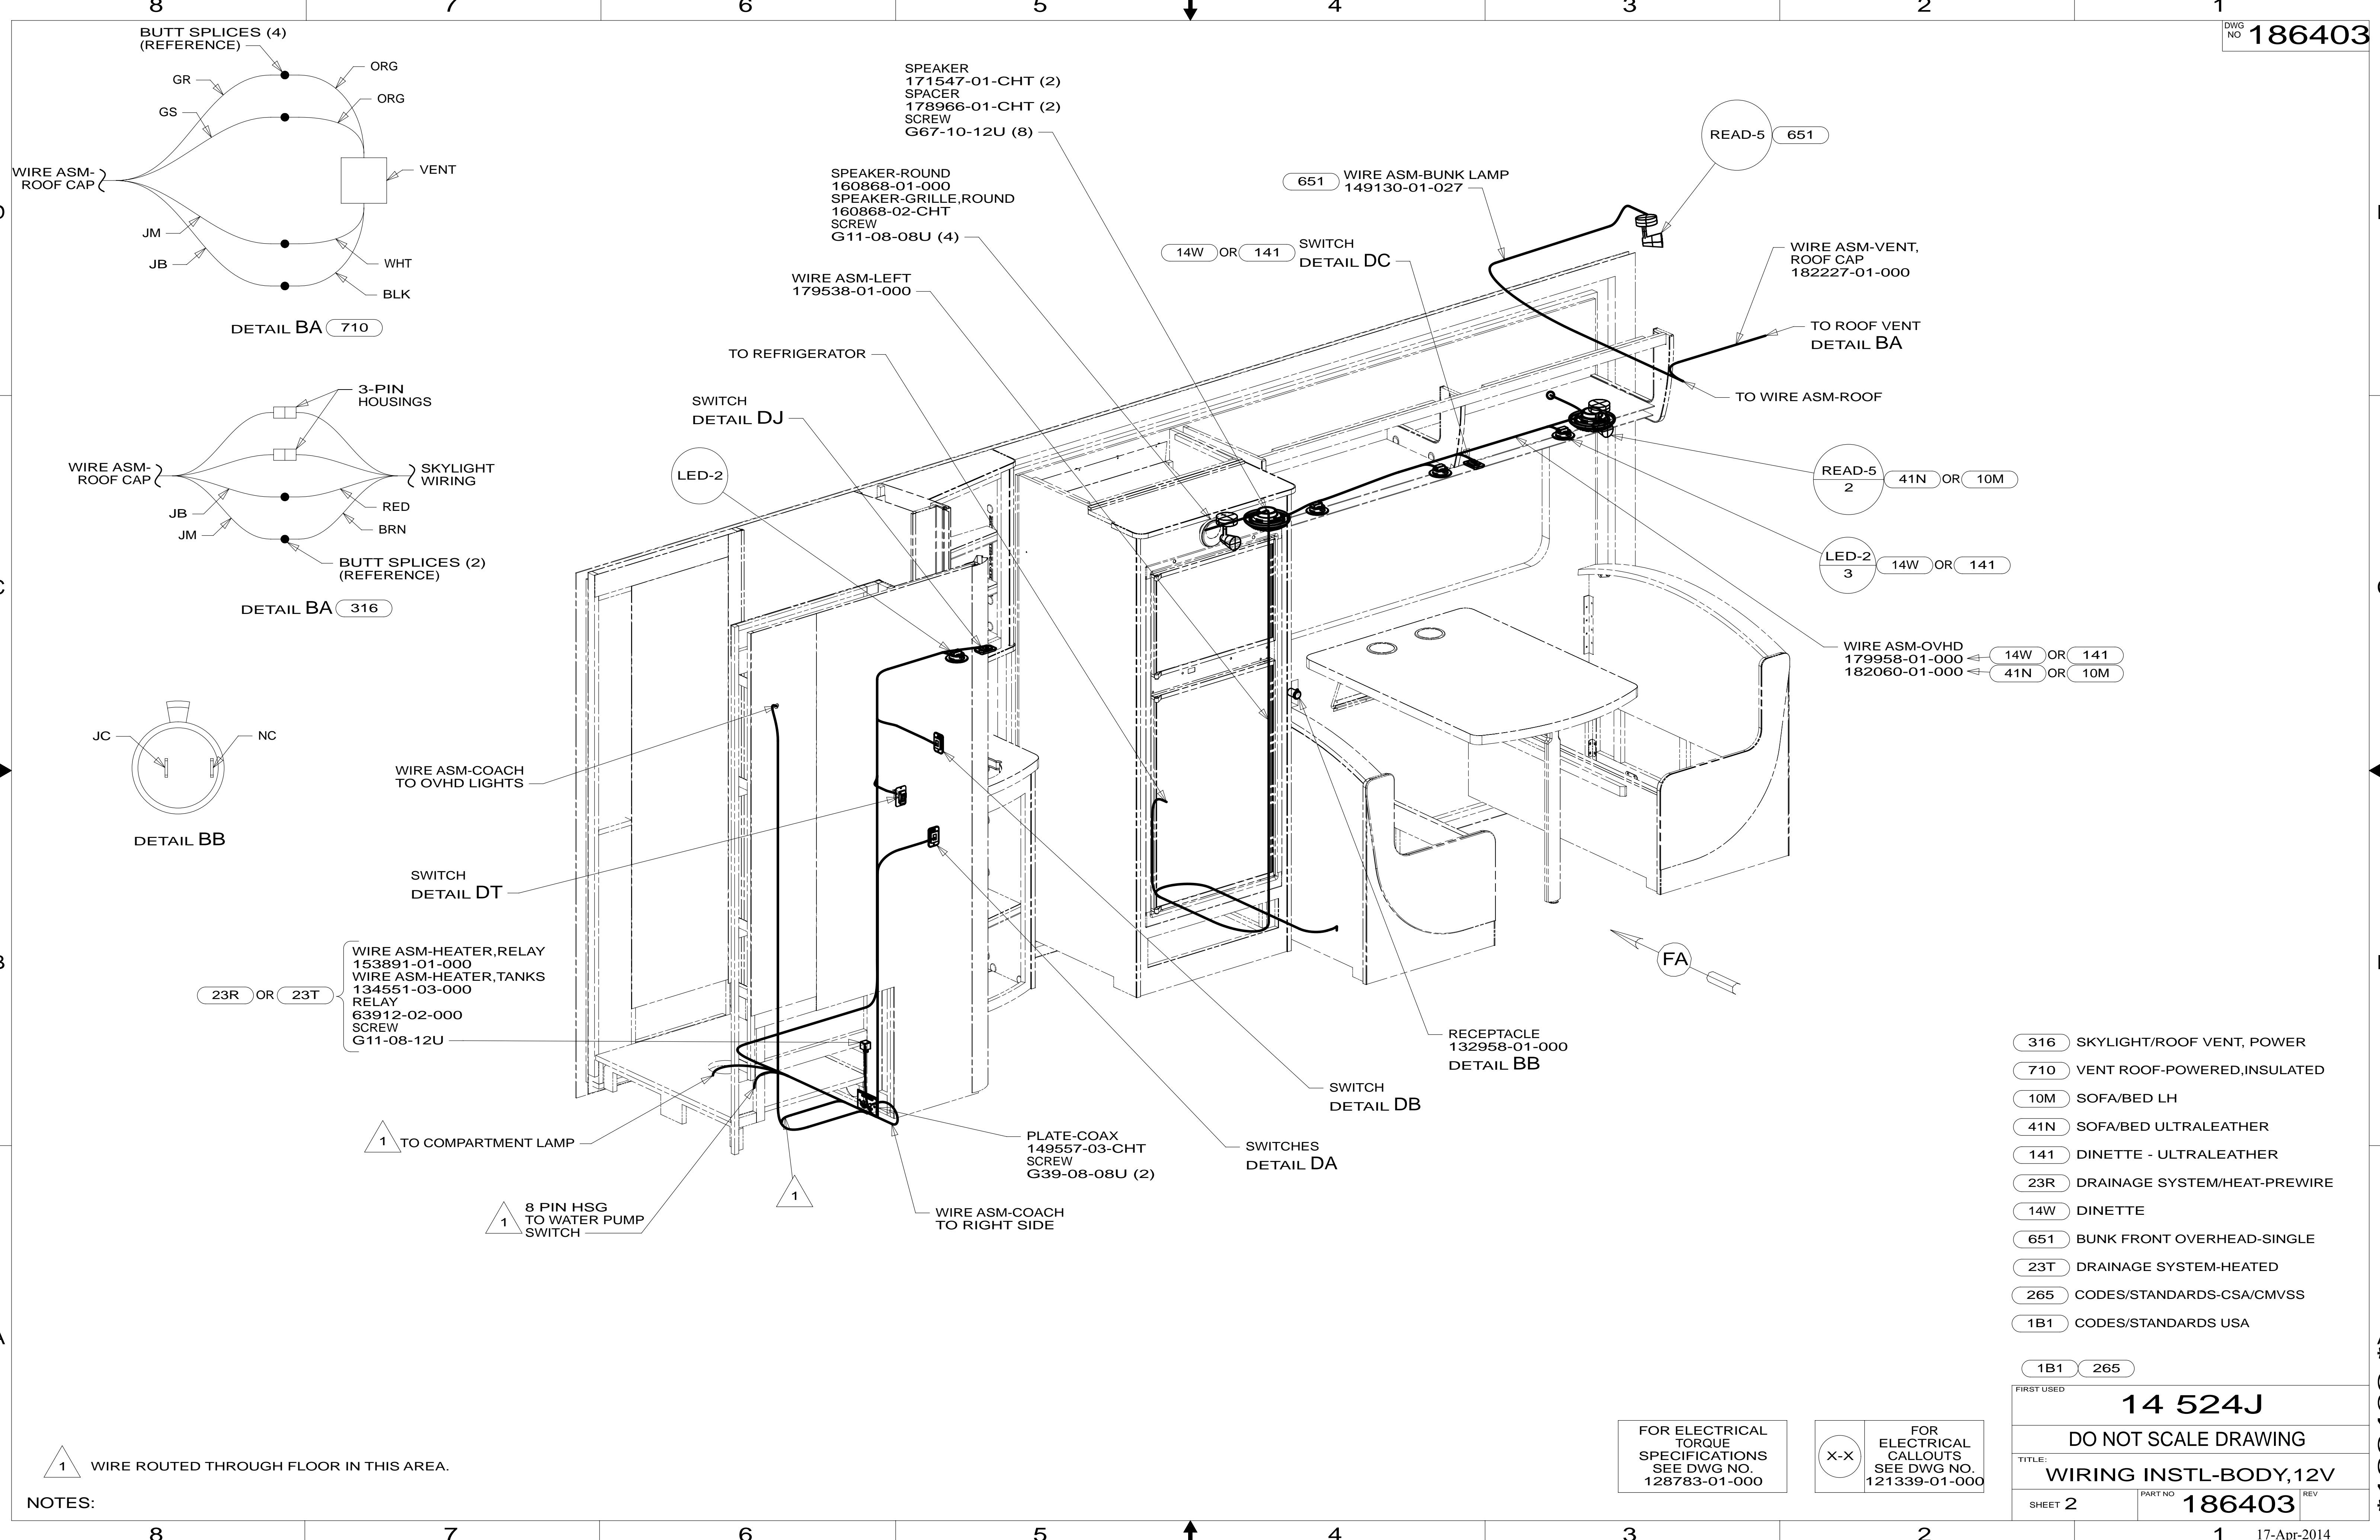 8 7 6 5 4 3 2 1
DWG NO 186403
BUTT SPLICES (4)
(REFERENCE)
GR
GS
ORG
ORG
VENT
WIRE ASM-
ROOF CAP
JM
JB
WHT
BLK
DETAIL BA 710
3-PIN
HOUSINGS
WIRE ASM-
ROOF CAP
SKYLIGHT
WIRING
JB
JM
RED
BRN
BUTT SPLICES (2)
(REFERENCE)
DETAIL BA 316
JC
NC
DETAIL BB
SPEAKER
171547-01-CHT (2)
SPACER
178966-01-CHT (2)
SCREW
G67-10-12U (8)
SPEAKER-ROUND
160868-01-000
SPEAKER-GRILLE,ROUND
160868-02-CHT
SCREW
G11-08-08U (4)
WIRE ASM-LEFT
179538-01-000
TO REFRIGERATOR
SWITCH
DETAIL DJ
LED-2
READ-5 651
651 WIRE ASM-BUNK LAMP
149130-01-027
14W OR 141 SWITCH
DETAIL DC
WIRE ASM-VENT,
ROOF CAP
182227-01-000
TO ROOF VENT
DETAIL BA
TO WIRE ASM-ROOF
READ-5
2
41N OR 10M
LED-2
3
14W OR 141
WIRE ASM-OVHD
179958-01-000 14W OR 141
182060-01-000 41N OR 10M
WIRE ASM-COACH
TO OVHD LIGHTS
SWITCH
DETAIL DT
23R OR 23T
WIRE ASM-HEATER,RELAY
153891-01-000
WIRE ASM-HEATER,TANKS
134551-03-000
RELAY
63912-02-000
SCREW
G11-08-12U
1 TO COMPARTMENT LAMP
1 8 PIN HSG
TO WATER PUMP
SWITCH
1
WIRE ASM-COACH
TO RIGHT SIDE
PLATE-COAX
149557-03-CHT
SCREW
G39-08-08U (2)
SWITCHES
DETAIL DA
SWITCH
DETAIL DB
RECEPTACLE
132958-01-000
DETAIL BB
FA
316 SKYLIGHT/ROOF VENT, POWER
710 VENT ROOF-POWERED,INSULATED
10M SOFA/BED LH
41N SOFA/BED ULTRALEATHER
141 DINETTE - ULTRALEATHER
23R DRAINAGE SYSTEM/HEAT-PREWIRE
14W DINETTE
651 BUNK FRONT OVERHEAD-SINGLE
23T DRAINAGE SYSTEM-HEATED
265 CODES/STANDARDS-CSA/CMVSS
1B1 CODES/STANDARDS USA
1B1 265
FIRST USED
14 524J
DO NOT SCALE DRAWING
TITLE:
WIRING INSTL-BODY,12V
SHEET 2 PART NO 186403 REV
FOR ELECTRICAL
TORQUE
SPECIFICATIONS
SEE DWG NO.
128783-01-000
X-X
FOR
ELECTRICAL
CALLOUTS
SEE DWG NO.
121339-01-000
1 WIRE ROUTED THROUGH FLOOR IN THIS AREA.
NOTES:
8 7 6 5 4 3 2 1
17-Apr-2014